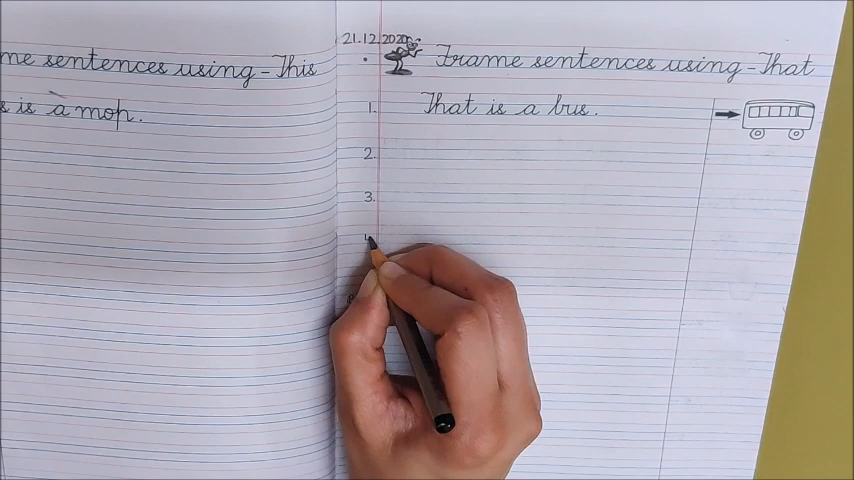 me sentences using - This
s is a mop.
21.12.2020
Frame sentences using - That
1. That is a bus.
2.
3.